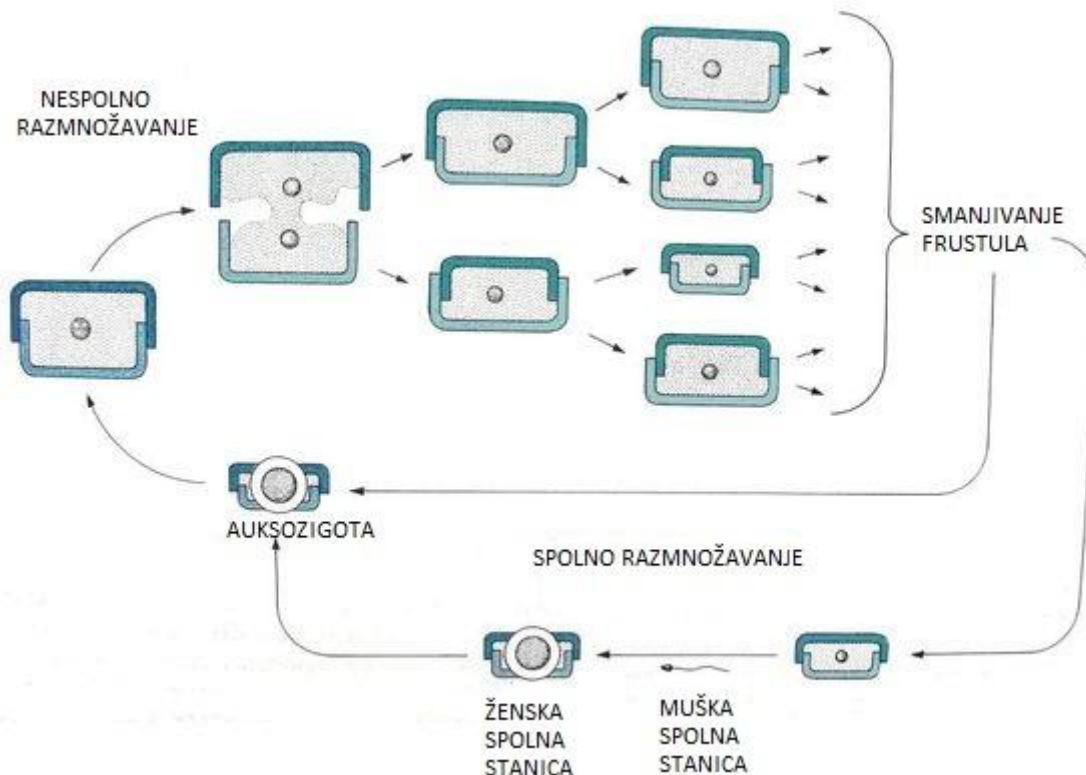 NESPOLNO
RAZMNOŽAVANJE
SMANJIVANJE
FRUSTULA
AUKSOZIGOTA
SPOLNO RAZMNOŽAVANJE
ŽENSKA
SPOLNA
STANICA
MUŠKA
SPOLNA
STANICA